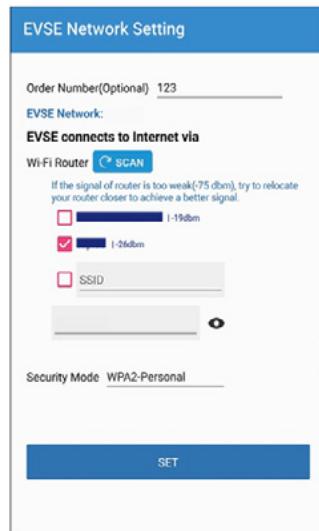 EVSE Network Setting
Order Number(Optional) 123
EVSE Network:
EVSE connects to Internet via
Wi-Fi Router SCAN
If the signal of router is too weak(-75 dbm), try to relocate
your router closer to achieve a better signal.
| -19dbm
| -26dbm
SSID
Security Mode WPA2-Personal
SET